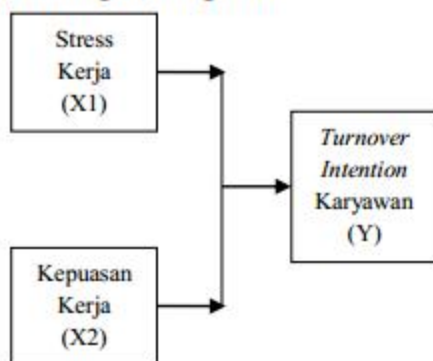 Stress
Kerja
(X1)
Turnover
Intention
Karyawan
(Y)
Kepuasan
Kerja
(X2)